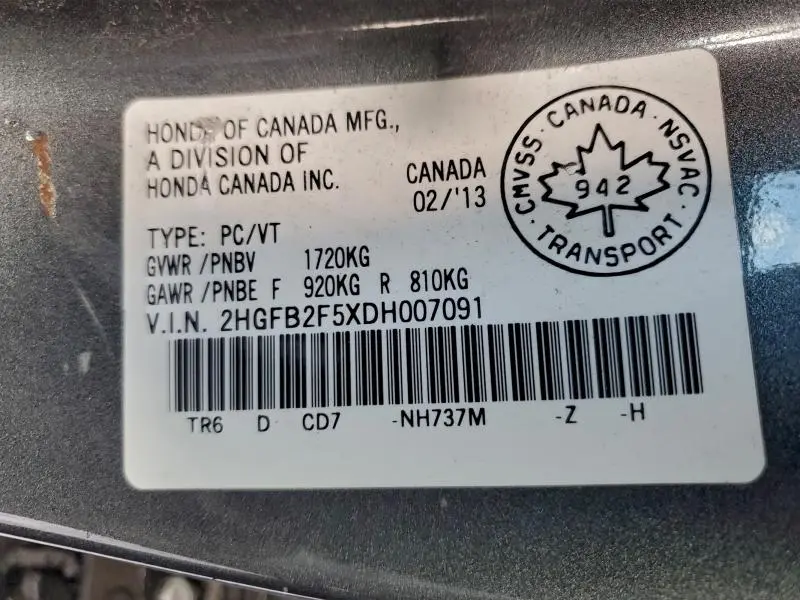 HONDA OF CANADA MFG.,
A DIVISION OF
HONDA CANADA INC.
CANADA
02/'13
TYPE: PC/VT
GVWR /PNBV 1720KG
GAWR /PNBE F 920KG R 810KG
V.I.N. 2HGFB2F5XDH007091
TR6 D CD7 -NH737M -Z -H
CMVSS · CANADA · NSVAC · TRANSPORT ·
942